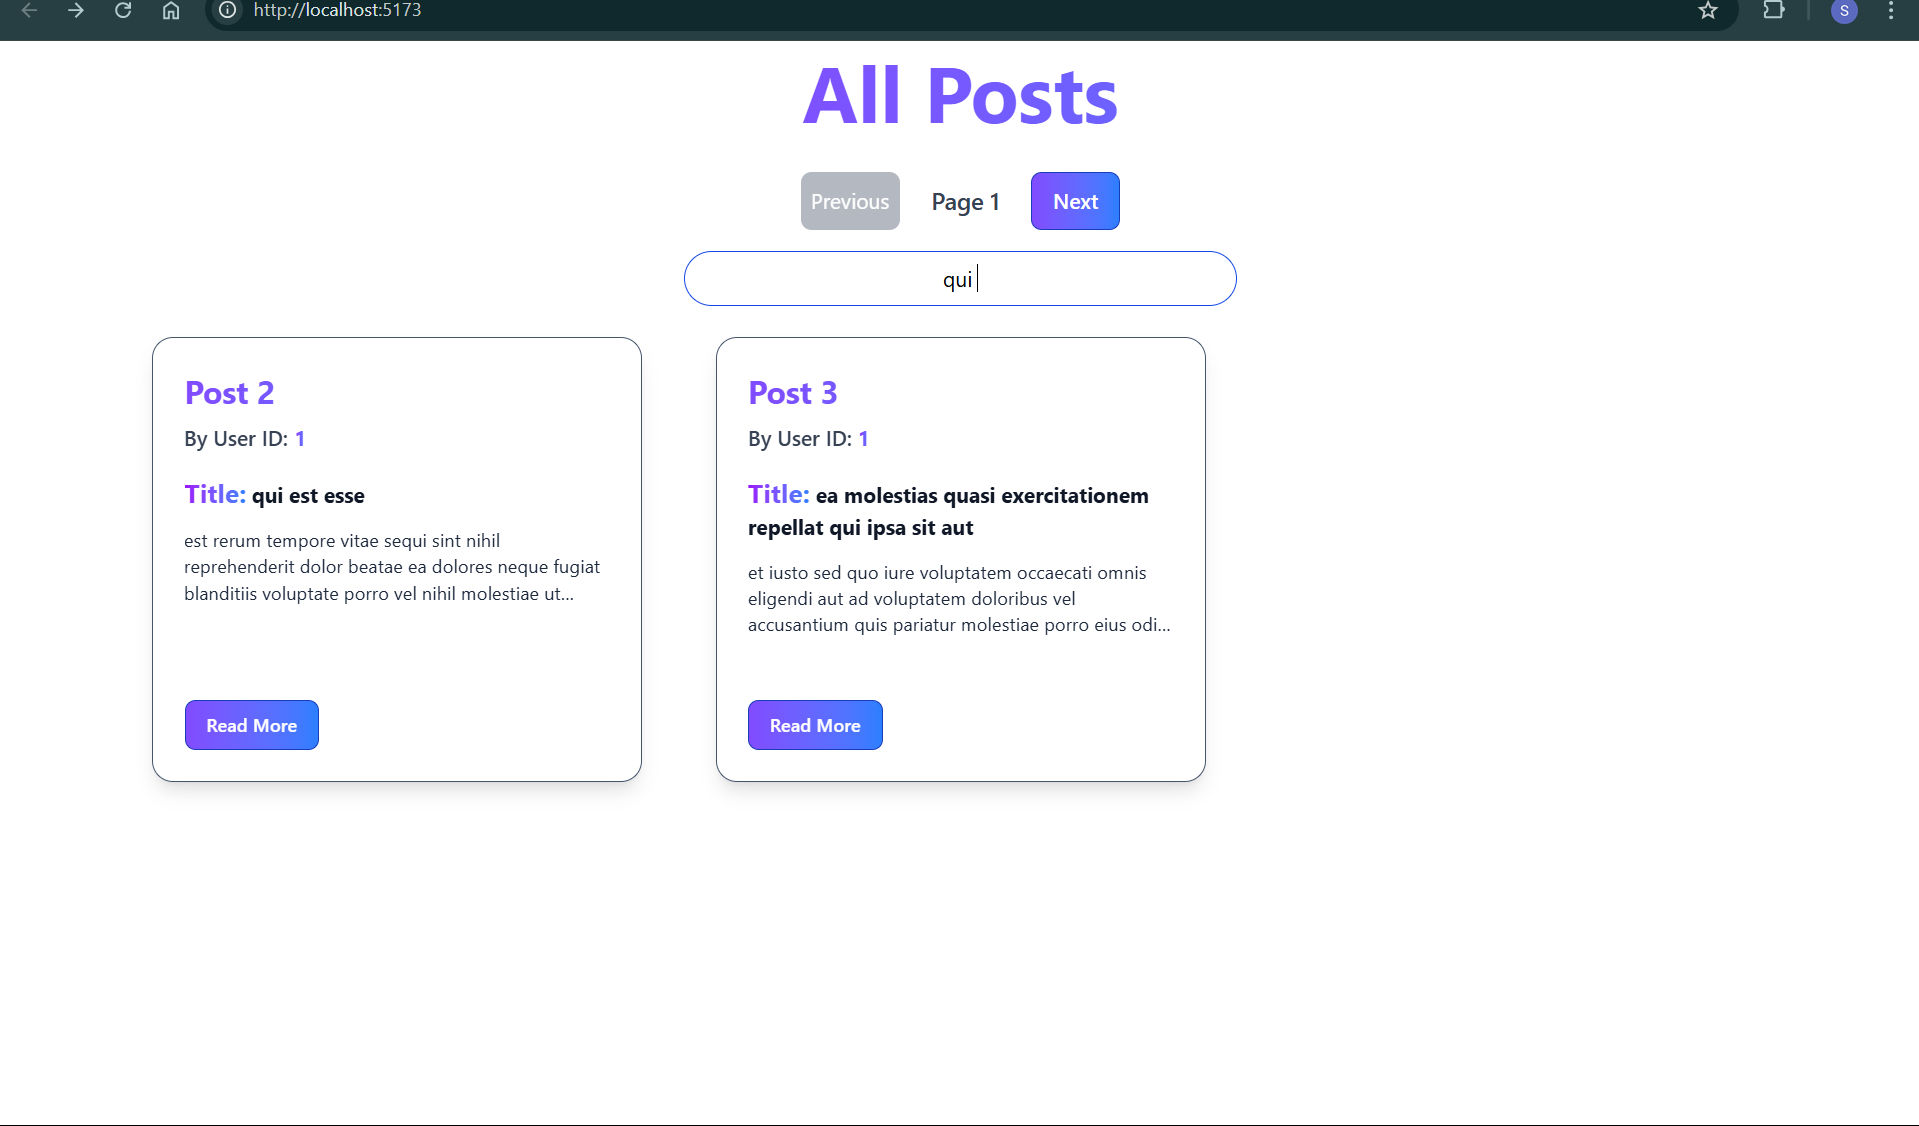 http://localhost:5173
S
All Posts
Previous
Page 1
Next
qui
Post 2
By User ID: 1
Title: qui est esse
est rerum tempore vitae sequi sint nihil
reprehenderit dolor beatae ea dolores neque fugiat
blanditiis voluptate porro vel nihil molestiae ut...
Read More
Post 3
By User ID: 1
Title: ea molestias quasi exercitationem
repellat qui ipsa sit aut
et iusto sed quo iure voluptatem occaecati omnis
eligendi aut ad voluptatem doloribus vel
accusantium quis pariatur molestiae porro eius odi...
Read More